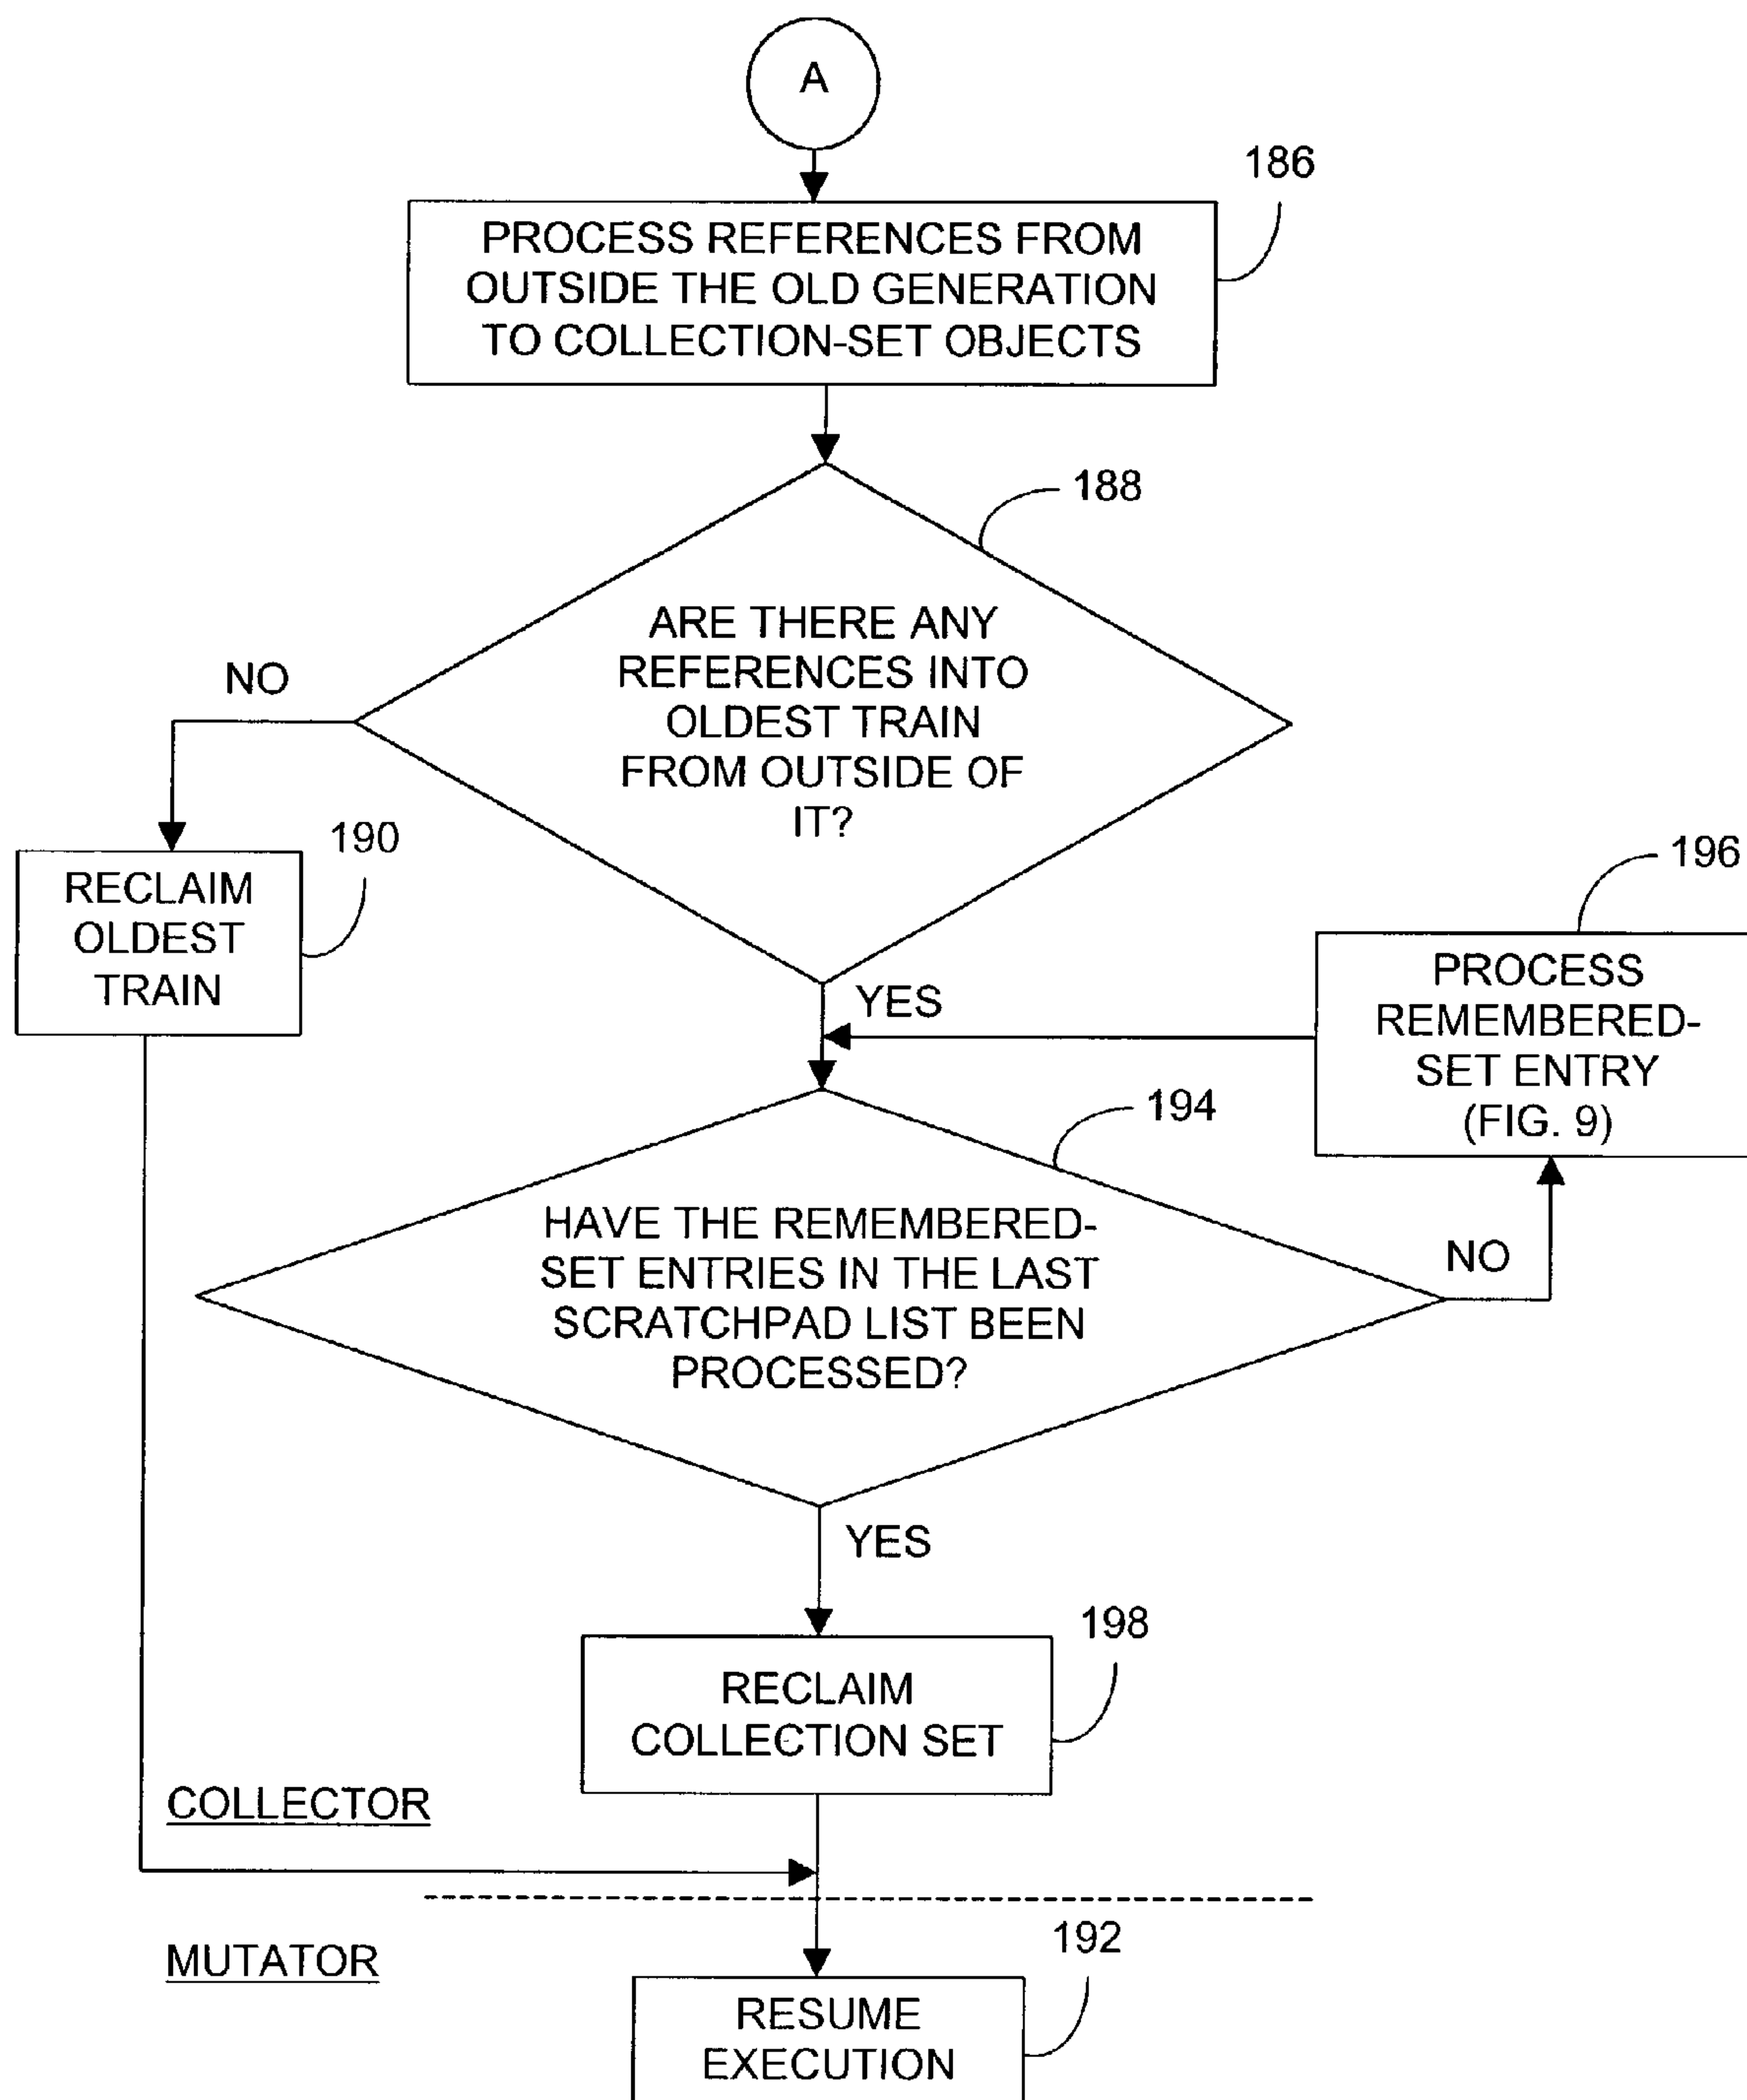 A
186
PROCESS REFERENCES FROM
OUTSIDE THE OLD GENERATION
TO COLLECTION-SET OBJECTS
188
ARE THERE ANY
REFERENCES INTO
OLDEST TRAIN
FROM OUTSIDE OF
IT?
NO
190
RECLAIM
OLDEST
TRAIN
YES
196
PROCESS
REMEMBERED-
SET ENTRY
(FIG. 9)
194
HAVE THE REMEMBERED-
SET ENTRIES IN THE LAST
SCRATCHPAD LIST BEEN
PROCESSED?
NO
YES
198
RECLAIM
COLLECTION SET
COLLECTOR
MUTATOR
192
RESUME
EXECUTION